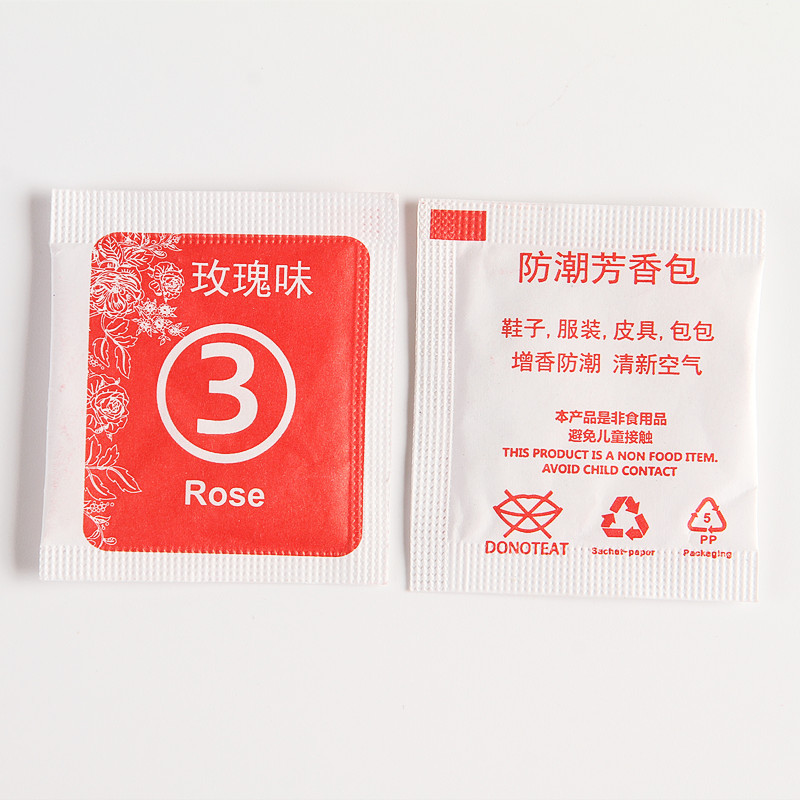 玫瑰味
3
Rose
防潮芳香包
鞋子, 服装, 皮具, 包包
增香防潮 清新空气
本产品是非食用品
避免儿童接触
THIS PRODUCT IS A NON FOOD ITEM.
AVOID CHILD CONTACT
DONOTEAT
Sachet-papor
5
PP
Packaging